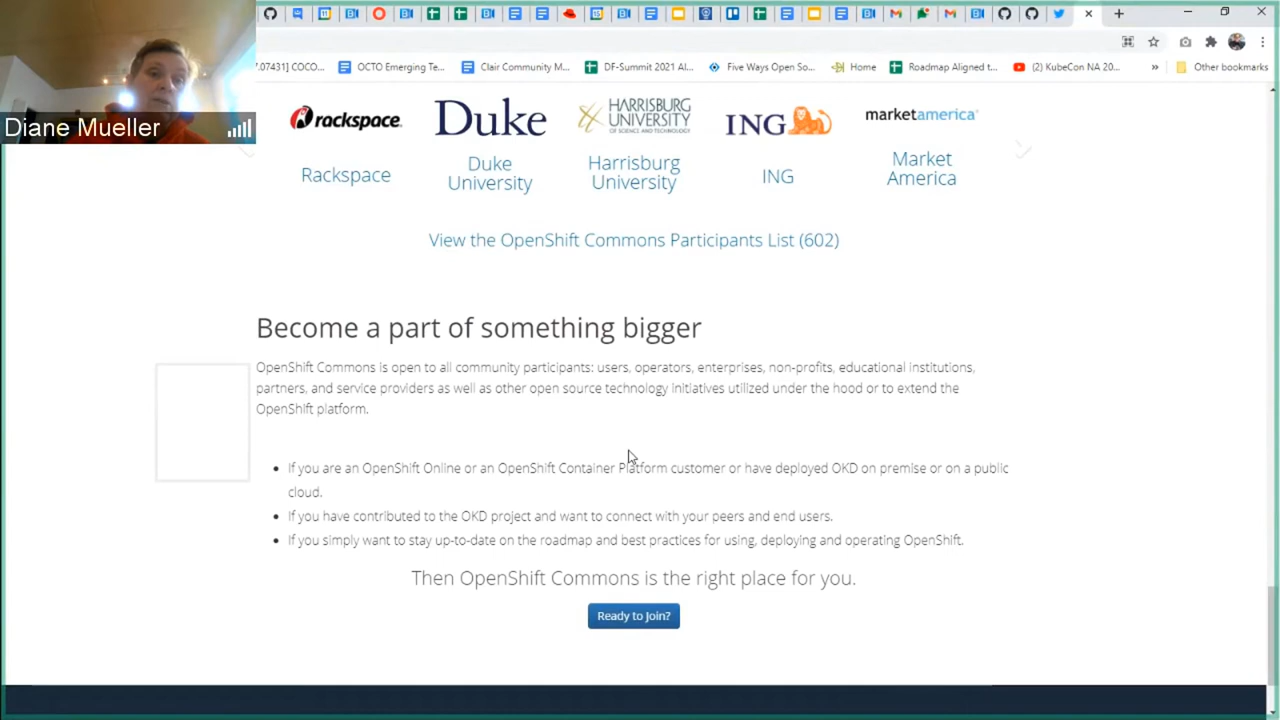 7.07431] COCO...
OCTO Emerging Te...
Clair Community M...
DF-Summit 2021 Al...
Five Ways Open So...
Home
Roadmap Aligned t...
(2) KubeCon NA 20...
»
Other bookmarks
Diane Mueller
rackspace.
Duke
HARRISBURG
UNIVERSITY
OF SCIENCE AND TECHNOLOGY
ING
marketamerica
Rackspace
Duke
University
Harrisburg
University
ING
Market
America
View the OpenShift Commons Participants List (602)
Become a part of something bigger
OpenShift Commons is open to all community participants: users, operators, enterprises, non-profits, educational institutions,
partners, and service providers as well as other open source technology initiatives utilized under the hood or to extend the
OpenShift platform.
• If you are an OpenShift Online or an OpenShift Container Platform customer or have deployed OKD on premise or on a public
cloud.
• If you have contributed to the OKD project and want to connect with your peers and end users.
• If you simply want to stay up-to-date on the roadmap and best practices for using, deploying and operating OpenShift.
Then OpenShift Commons is the right place for you.
Ready to Join?